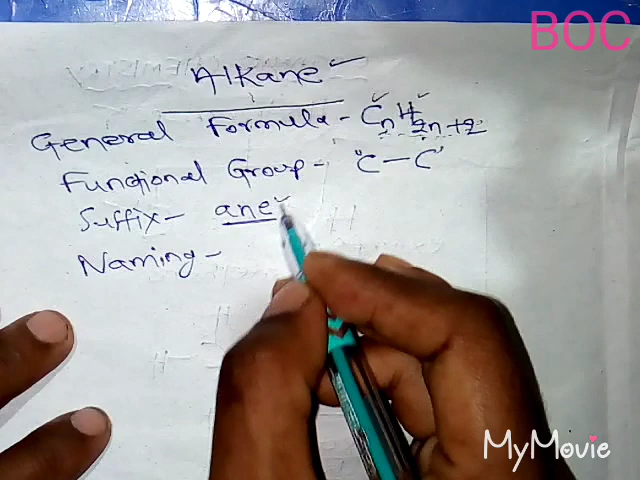 BOC
Alkane
General Formula - CnH2n+2
Functional Group - C - C
Suffix - ane
Naming -
MyMovie